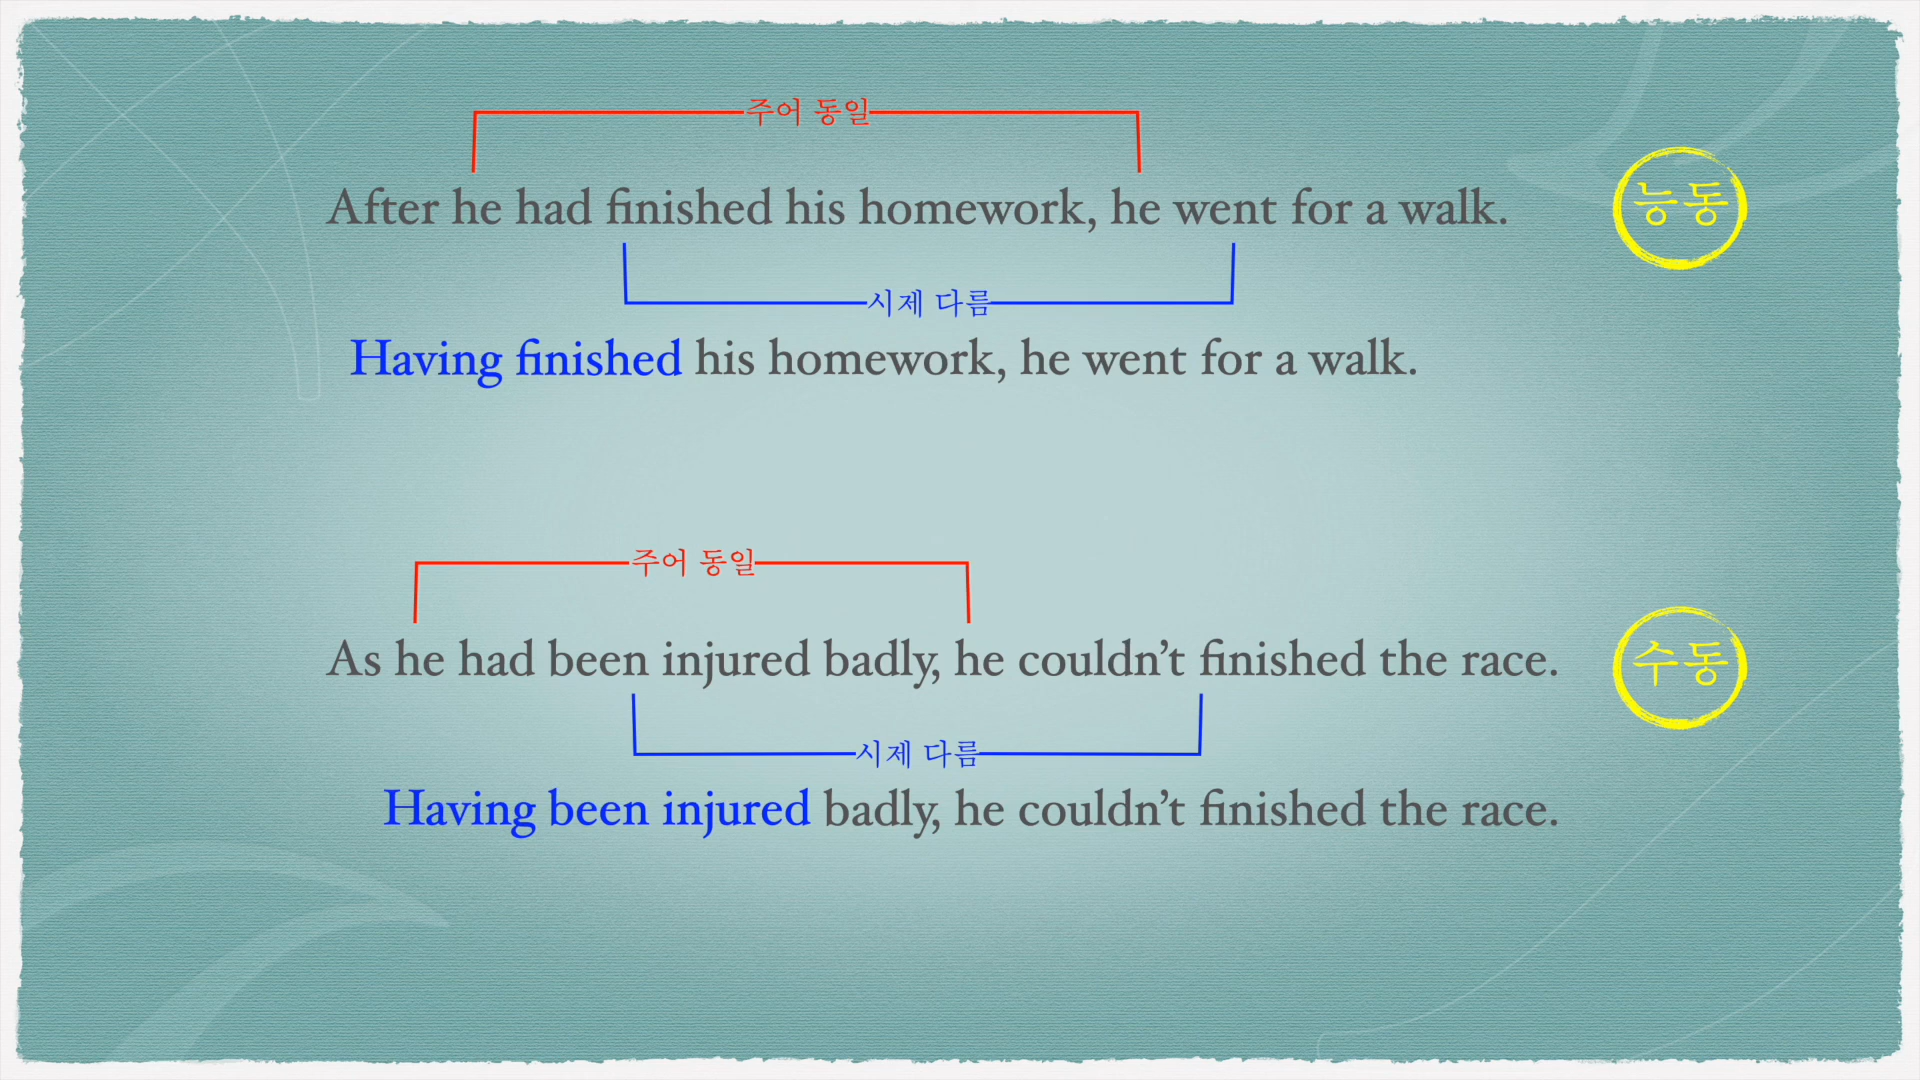 주어 동일
After he had finished his homework, he went for a walk.
능동
시제 다름
Having finished his homework, he went for a walk.
주어 동일
As he had been injured badly, he couldn’t finished the race.
수동
시제 다름
Having been injured badly, he couldn’t finished the race.